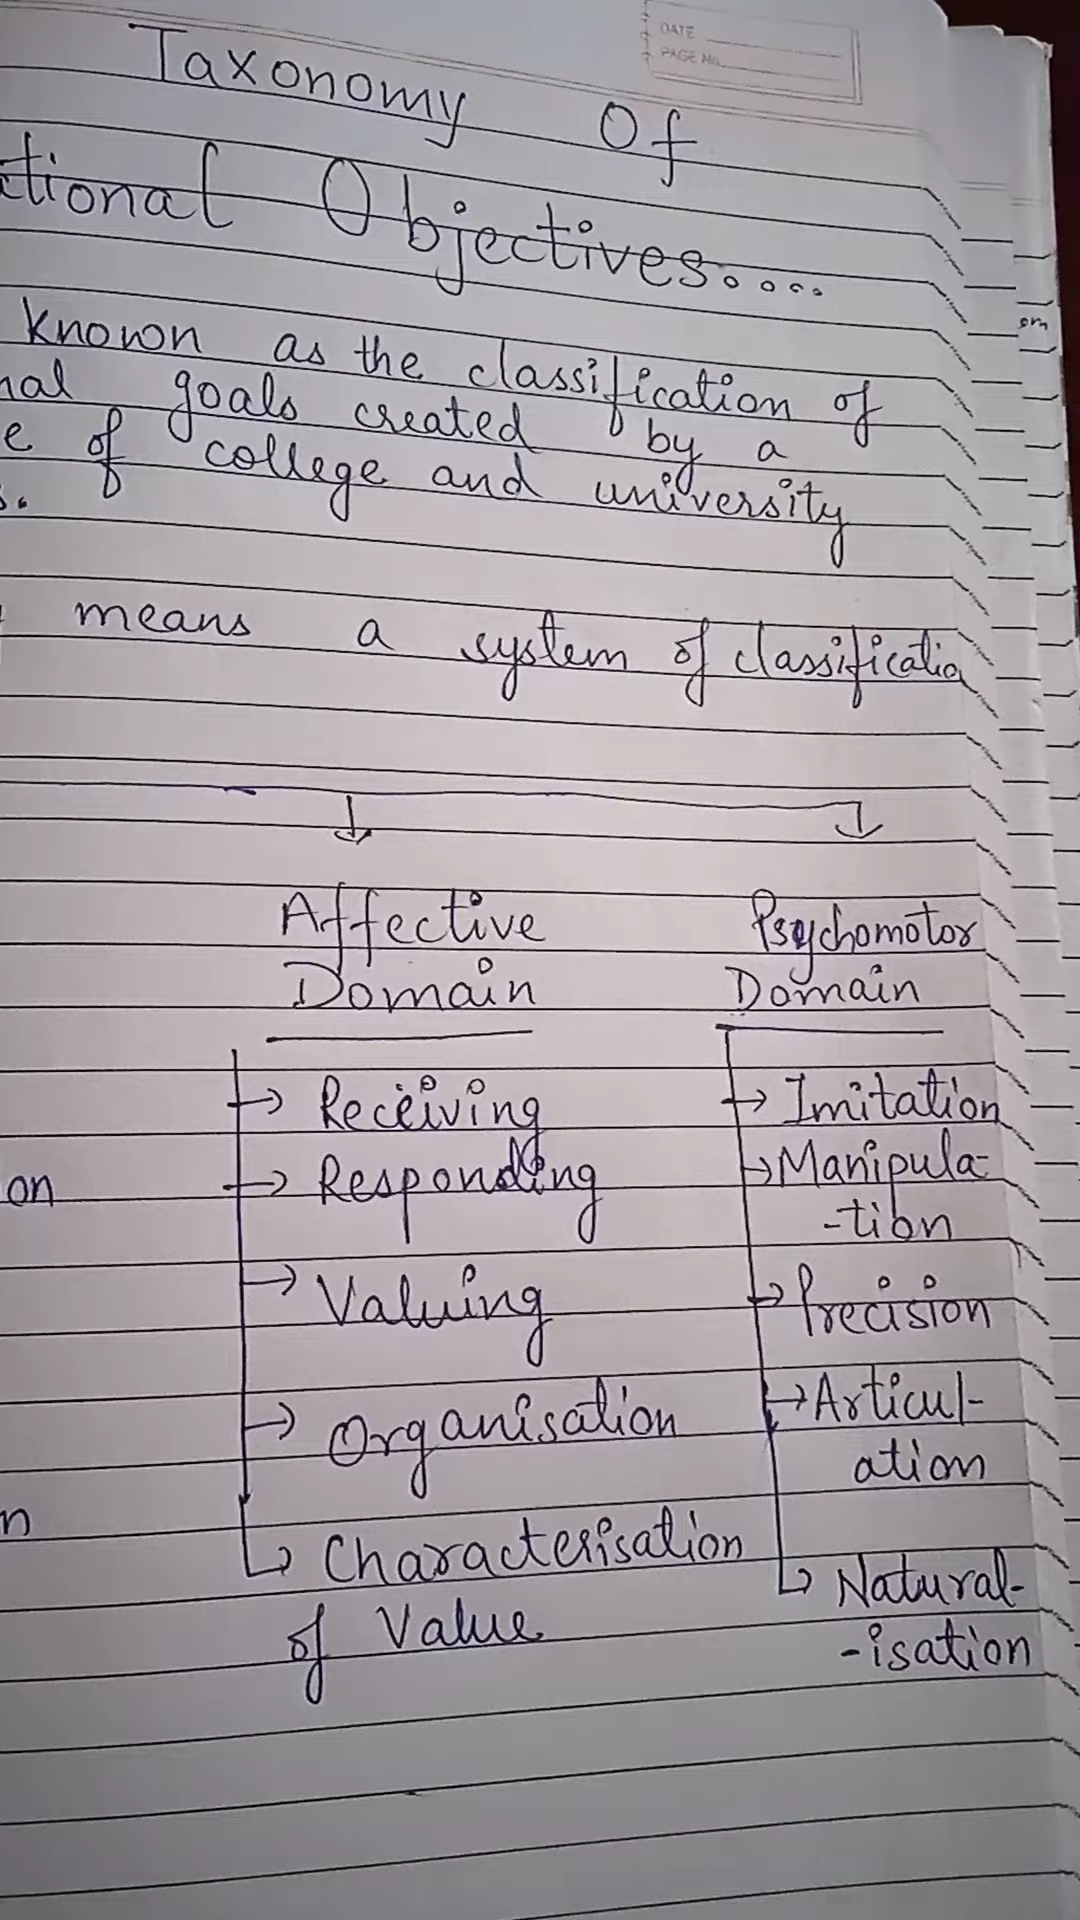 DATE
PAGE No.
Taxonomy Of
tional Objectives....
known as the classification of
nal goals created by a
e of college and university
s.
means a system of classificatio
Affective
Domain
→ Receiving
→ Responding
→ Valuing
→ Organisation
→ Characterisation
of Value
Psychomotor
Domain
→ Imitation
→ Manipula-
-tion
→ Precision
→ Articul-
ation
→ Natural-
-isation
on
n